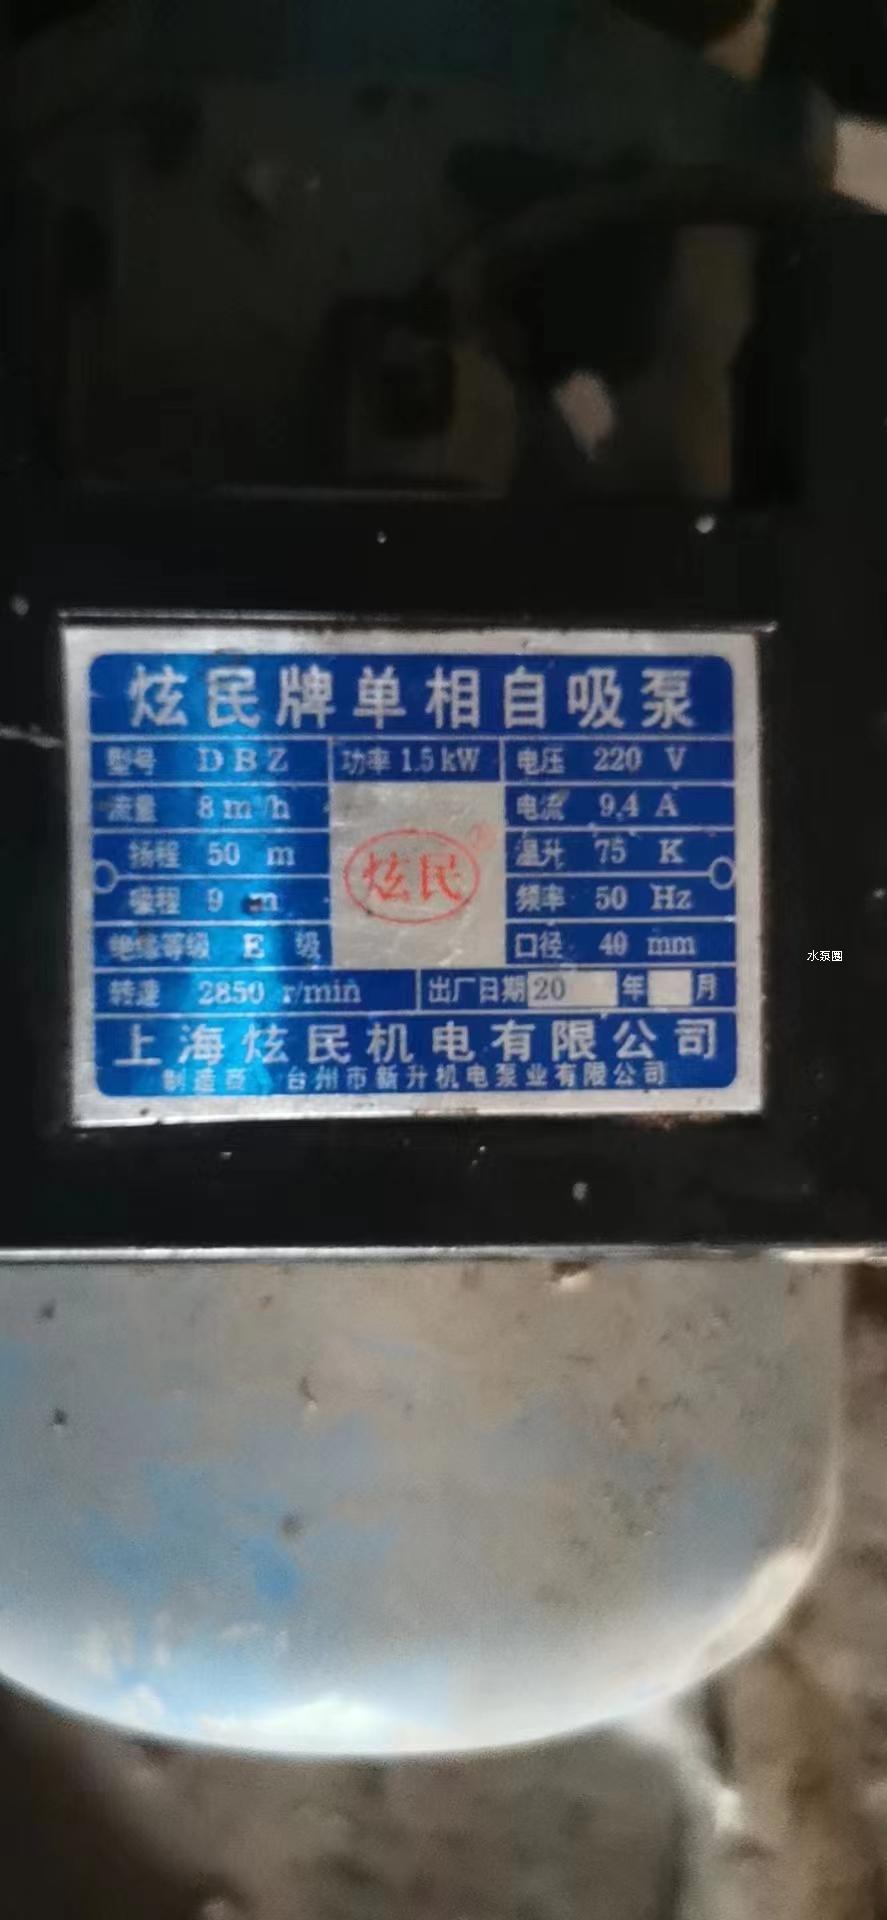 炫民牌单相自吸泵
型号 DBZ 功率 1.5kW 电压 220 V
流量 8 m/h 电流 9.4 A
扬程 50 m 温升 75 K
吸程 9 m 频率 50 Hz
绝缘等级 E 级 口径 40 mm
炫民
转速 2850 r/min 出厂日期 20 年 月
上海炫民机电有限公司
制造商 台州市新升机电泵业有限公司
水泵圈